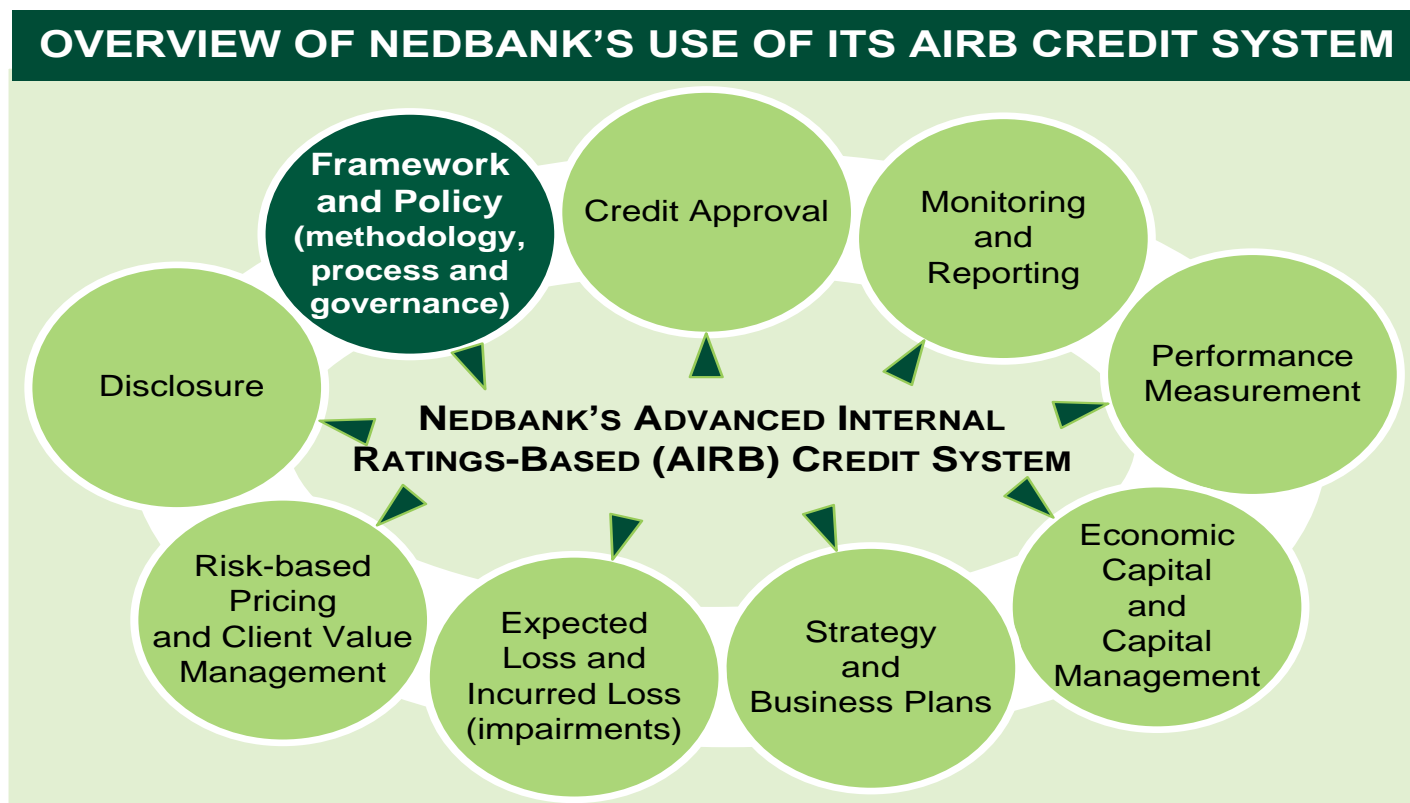 OVERVIEW OF NEDBANK’S USE OF ITS AIRB CREDIT SYSTEM
Framework
and Policy
(methodology,
process and
governance)
Credit Approval
Monitoring
and
Reporting
Performance
Measurement
Economic
Capital
and
Capital
Management
Strategy
and
Business Plans
Expected
Loss and
Incurred Loss
(impairments)
Risk-based
Pricing
and Client Value
Management
Disclosure
NEDBANK’S ADVANCED INTERNAL
RATINGS-BASED (AIRB) CREDIT SYSTEM